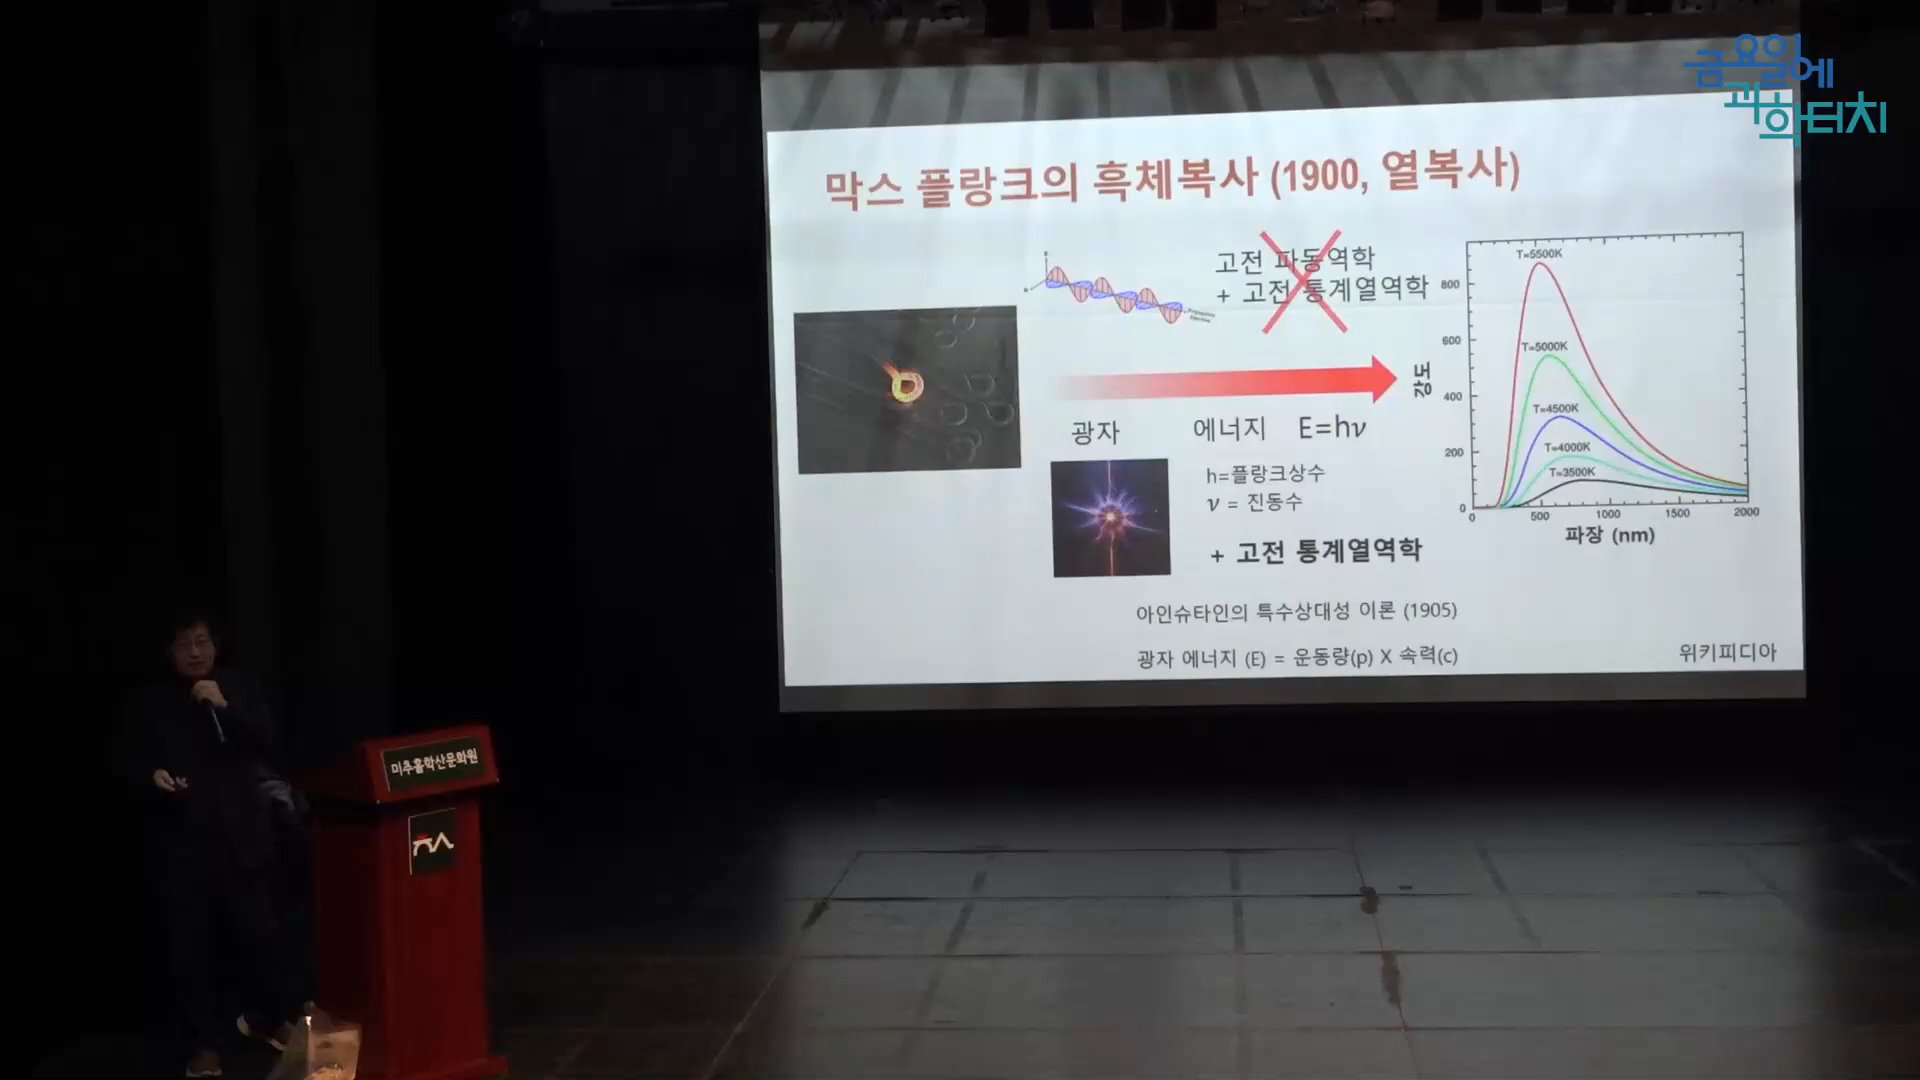 금요일에
과학터치
막스 플랑크의 흑체복사 (1900, 열복사)
고전 파동역학
+ 고전 통계열역학
광자
에너지 E=hν
h=플랑크상수
ν = 진동수
+ 고전 통계열역학
아인슈타인의 특수상대성 이론 (1905)
광자 에너지 (E) = 운동량(p) X 속력(c)
위키피디아
T=5500K
T=5000K
T=4500K
T=4000K
T=3500K
강도
800
600
400
200
0
0 500 1000 1500 2000
파장 (nm)
미추홀학산문화원